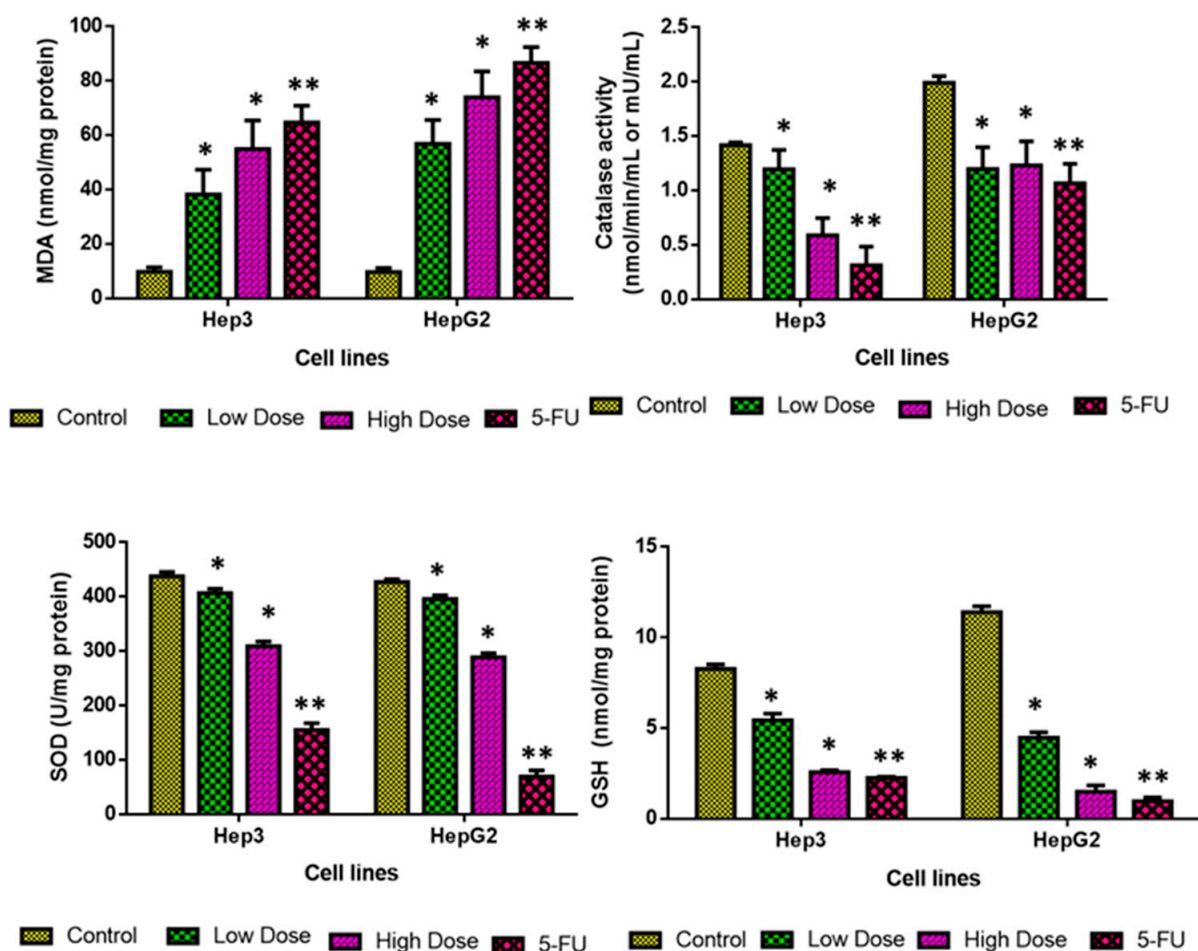 MDA (nmol/mg protein)
100
80
60
40
20
0
* * ** * * **
Hep3 HepG2
Cell lines
Control Low Dose High Dose 5-FU
Catalase activity
(nmol/min/mL or mU/mL)
2.5
2.0
1.5
1.0
0.5
0.0
* * ** * * **
Hep3 HepG2
Cell lines
Control Low Dose High Dose 5-FU
SOD (U/mg protein)
500
400
300
200
100
0
* * ** * * **
Hep3 HepG2
Cell lines
Control Low Dose High Dose 5-FU
GSH (nmol/mg protein)
15
10
5
0
* * ** * * **
Hep3 HepG2
Cell lines
Control Low Dose High Dose 5-FU